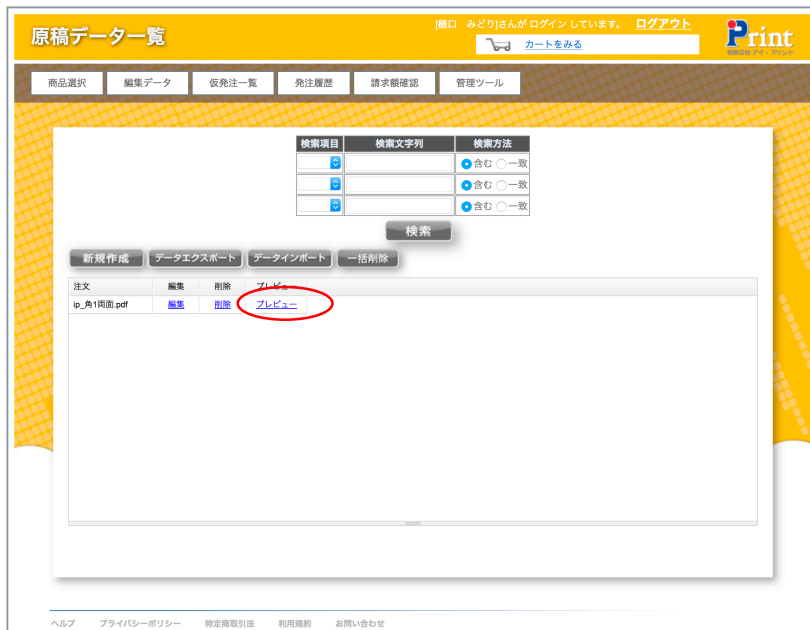 原稿データ一覧
[樋口 みどり]さんが ログイン しています。 ログアウト
カートをみる
Print
有限会社アイ・プリント
商品選択 編集データ 仮発注一覧 発注履歴 請求額確認 管理ツール
検索項目 検索文字列 検索方法
含む 一致
含む 一致
含む 一致
検索
新規作成 データエクスポート データインポート 一括削除
注文 編集 削除 プレビュー
ip_角1両面.pdf 編集 削除 プレビュー
ヘルプ プライバシーポリシー 特定商取引法 利用規約 お問い合わせ